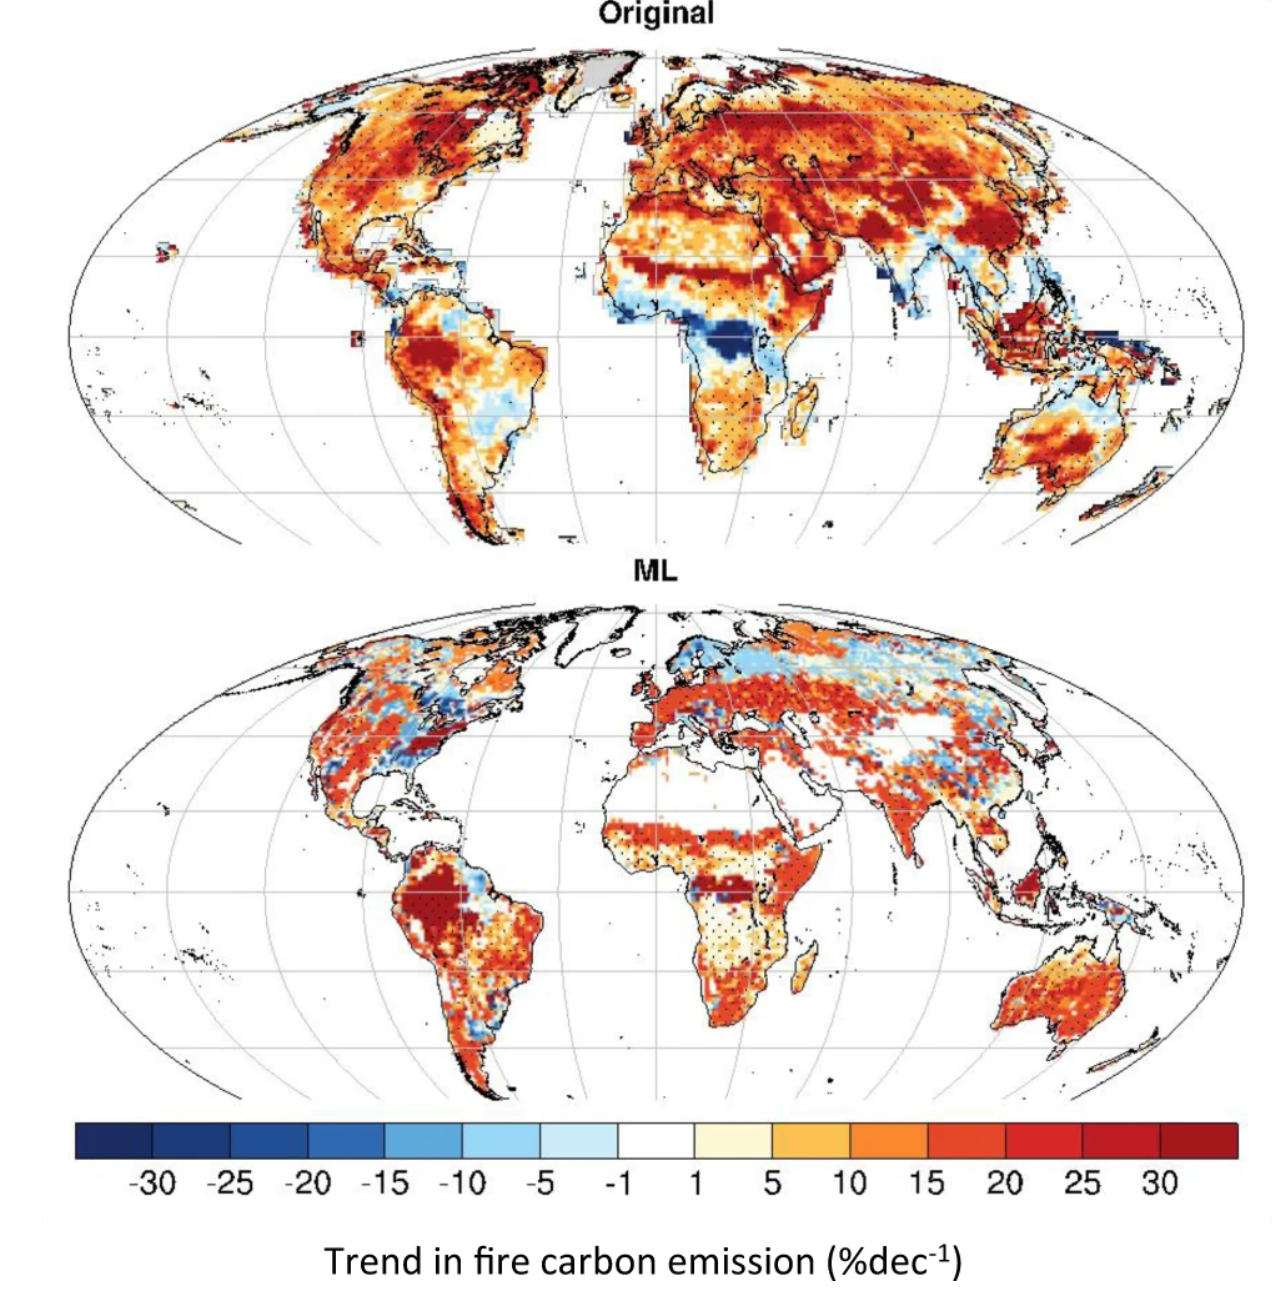 Original
ML
-30 -25 -20 -15 -10 -5 -1 1 5 10 15 20 25 30
Trend in fire carbon emission (%dec⁻¹)